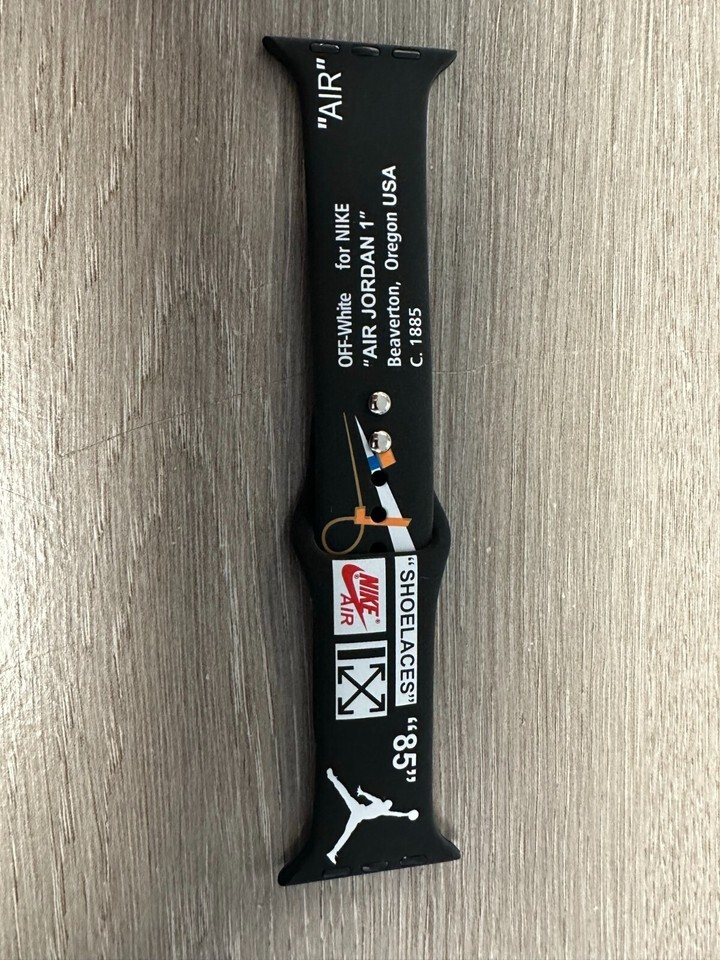 "AIR"
OFF-White for NIKE
"AIR JORDAN 1"
Beaverton, Oregon USA
C. 1885
"SHOELACES"
NIKE®
AIR
"85"